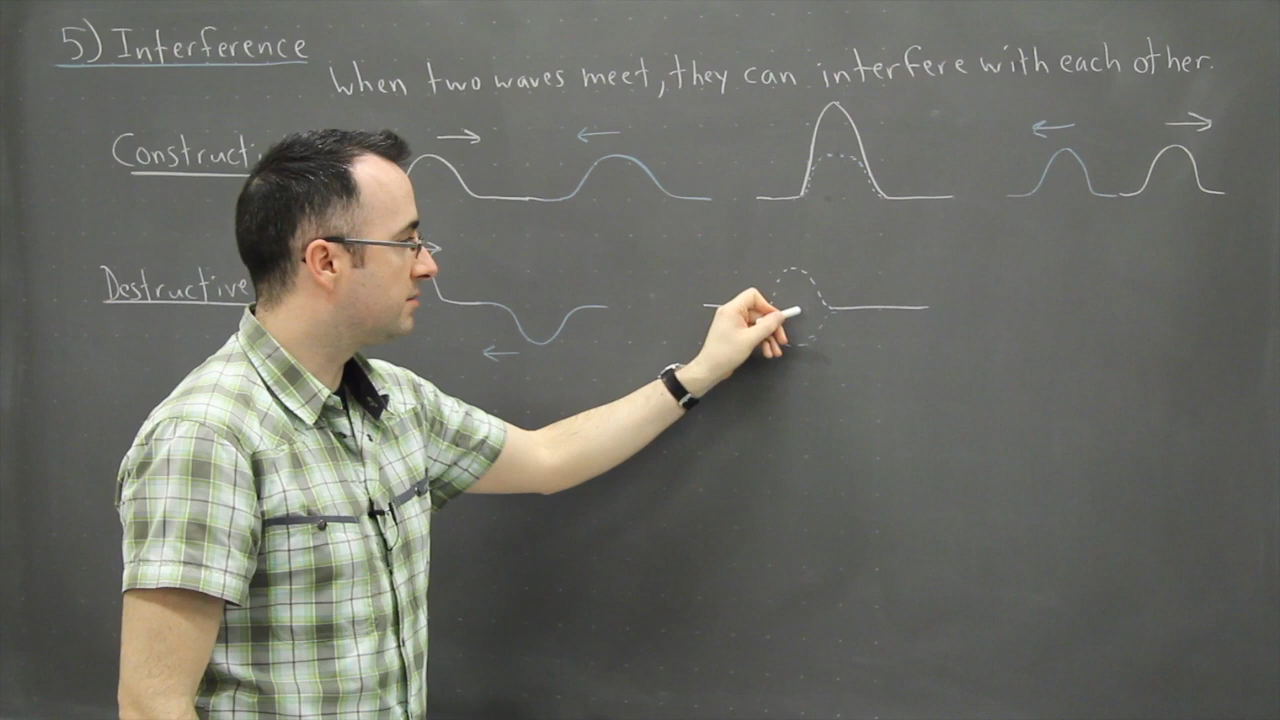 5) Interference
When two waves meet, they can interfere with each other.
Construct
Destructive